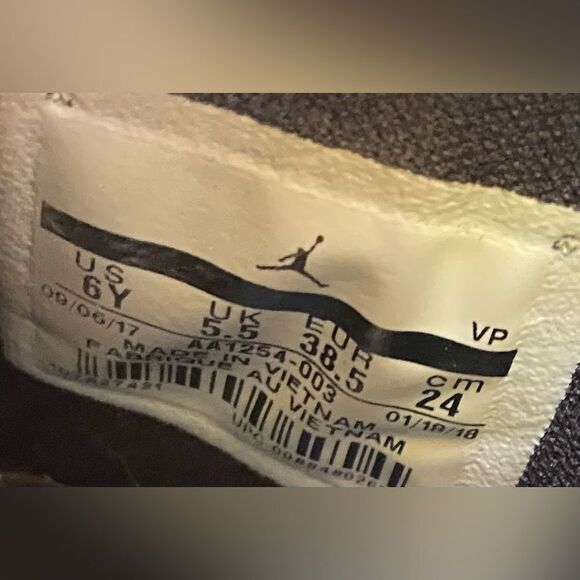 VP
US UK EUR cm
6Y 5.5 38.5 24
09/06/17 01/18/18
AA1254-003
MADE IN VIETNAM
FABRIQUE AU VIETNAM